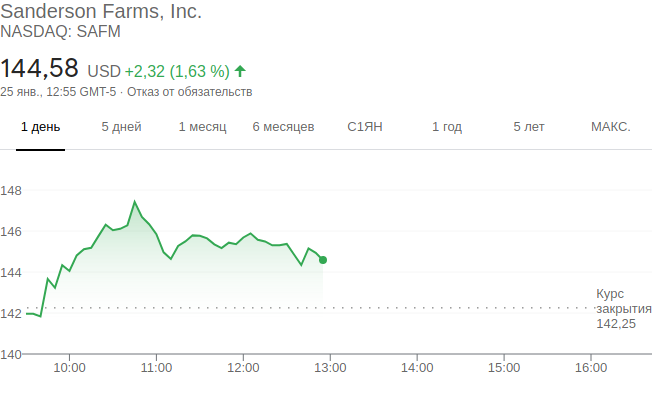 Sanderson Farms, Inc.
NASDAQ: SAFM
144,58 USD +2,32 (1,63 %)
25 янв., 12:55 GMT-5 · Отказ от обязательств
1 день 5 дней 1 месяц 6 месяцев С1ЯН 1 год 5 лет МАКС.
148
146
144
Курс
закрытия
142
142,25
140
10:00 11:00 12:00 13:00 14:00 15:00 16:00